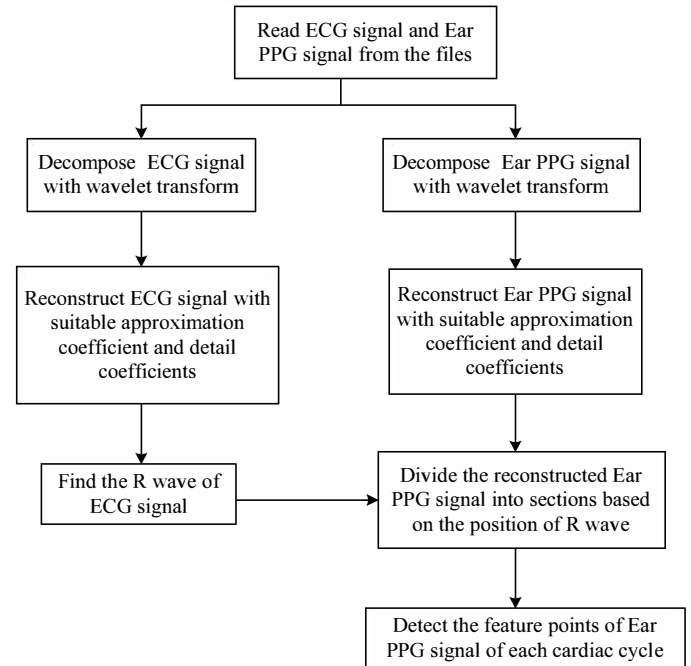 Read ECG signal and Ear
PPG signal from the files
Decompose ECG signal
with wavelet transform
Decompose Ear PPG signal
with wavelet transform
Reconstruct ECG signal with
suitable approximation
coefficient and detail
coefficients
Reconstruct Ear PPG signal
with suitable approximation
coefficient and detail
coefficients
Find the R wave of
ECG signal
Divide the reconstructed Ear
PPG signal into sections based
on the position of R wave
Detect the feature points of Ear
PPG signal of each cardiac cycle